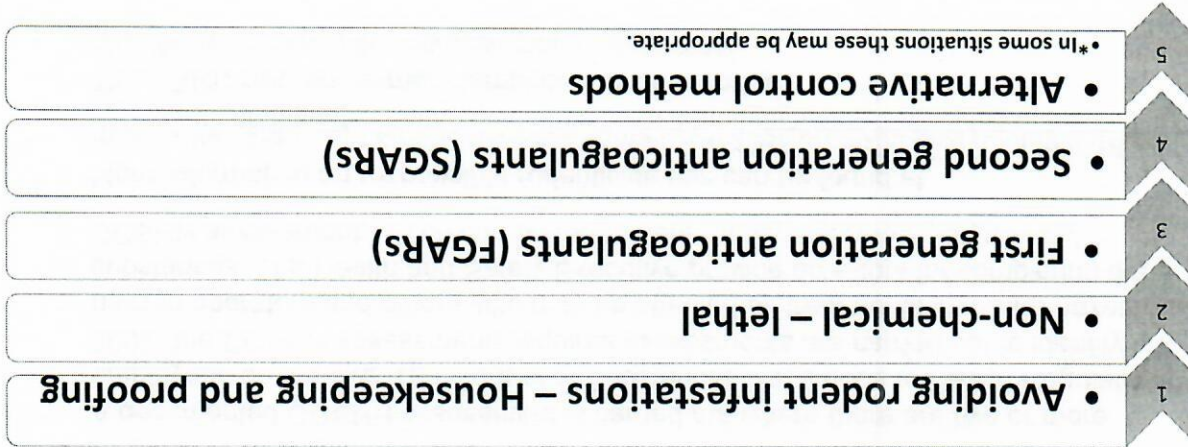 1
• Avoiding rodent infestations – Housekeeping and proofing
2
• Non-chemical – lethal
3
• First generation anticoagulants (FGARs)
4
• Second generation anticoagulants (SGARs)
5
• Alternative control methods
•*In some situations these may be appropriate.